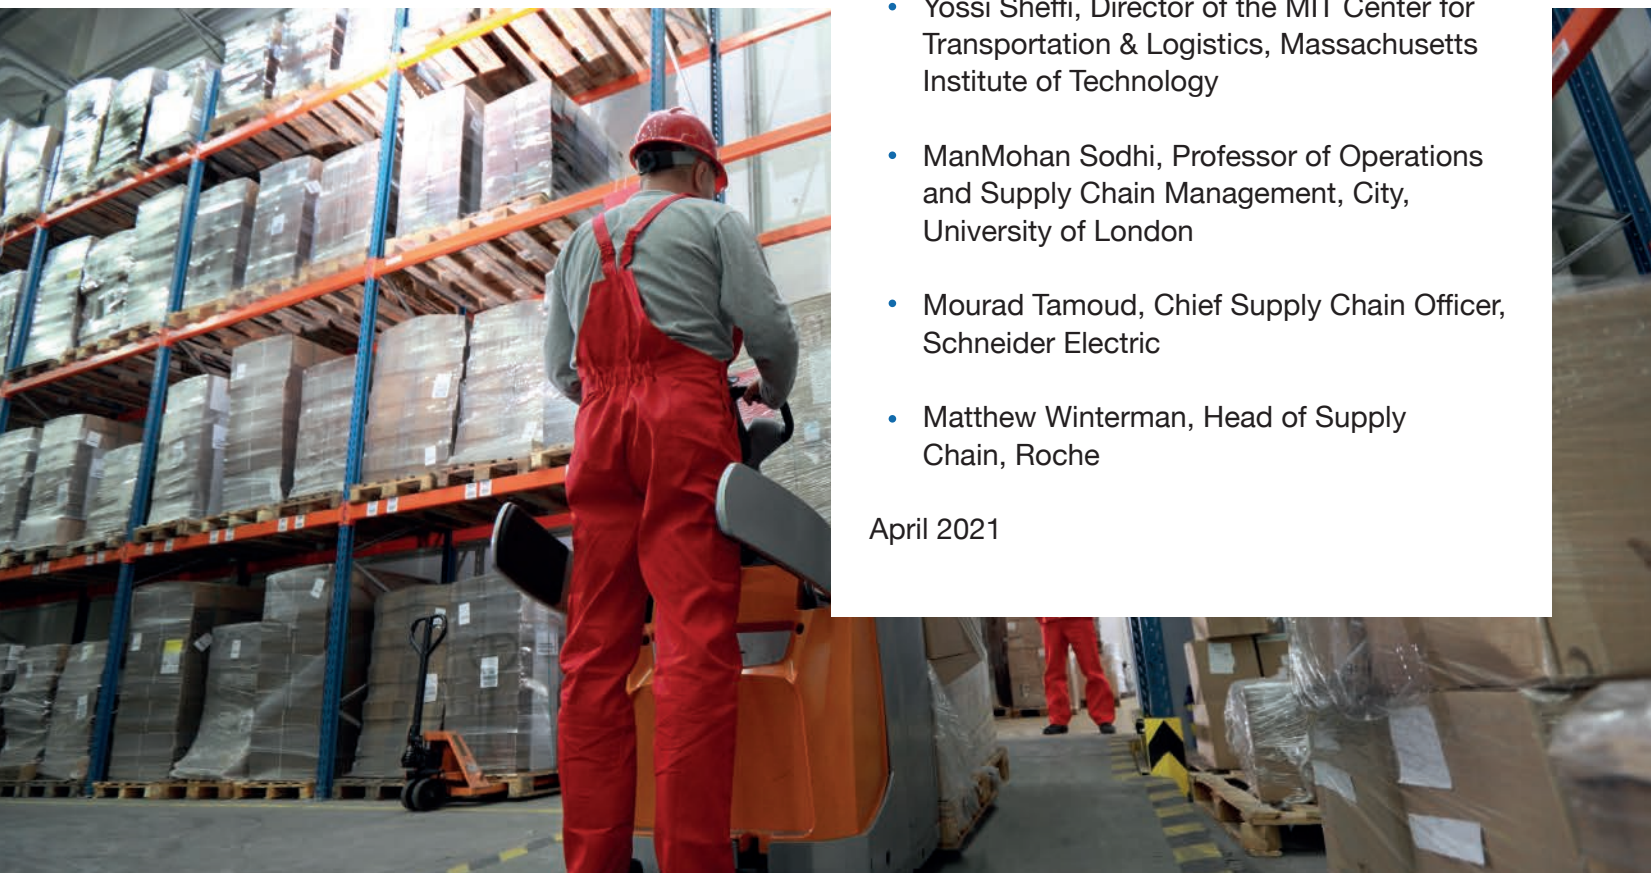 • Yossi Sheffi, Director of the MIT Center for
Transportation & Logistics, Massachusetts
Institute of Technology
• ManMohan Sodhi, Professor of Operations
and Supply Chain Management, City,
University of London
• Mourad Tamoud, Chief Supply Chain Officer,
Schneider Electric
• Matthew Winterman, Head of Supply
Chain, Roche
April 2021